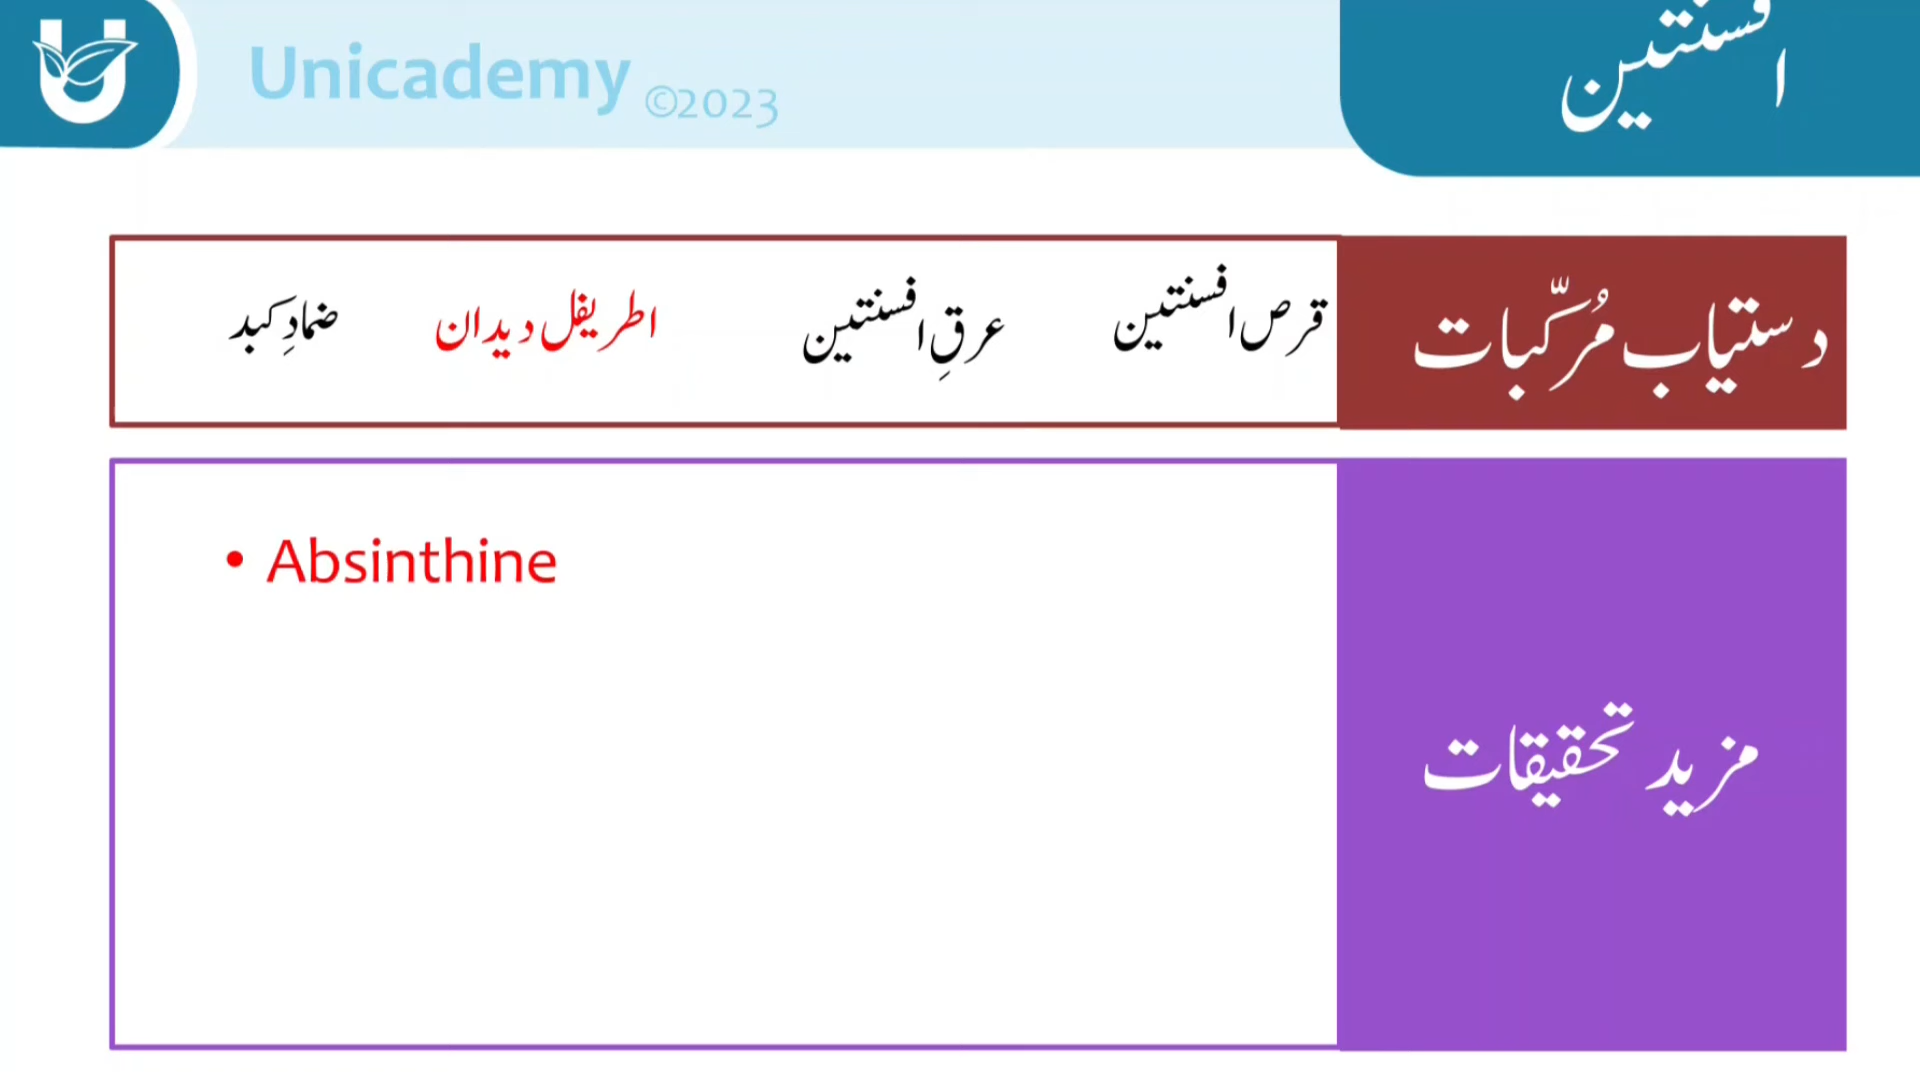 Unicademy ©2023
افسنتین
دستیاب مُرکّبات
قرص افسنتین عرقِ افسنتین اطریفل دیدان ضمادِ کبد
مزید تحقیقات
• Absinthine